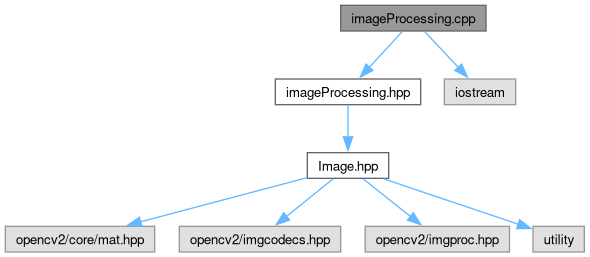 imageProcessing.cpp
imageProcessing.hpp
iostream
Image.hpp
opencv2/core/mat.hpp
opencv2/imgcodecs.hpp
opencv2/imgproc.hpp
utility